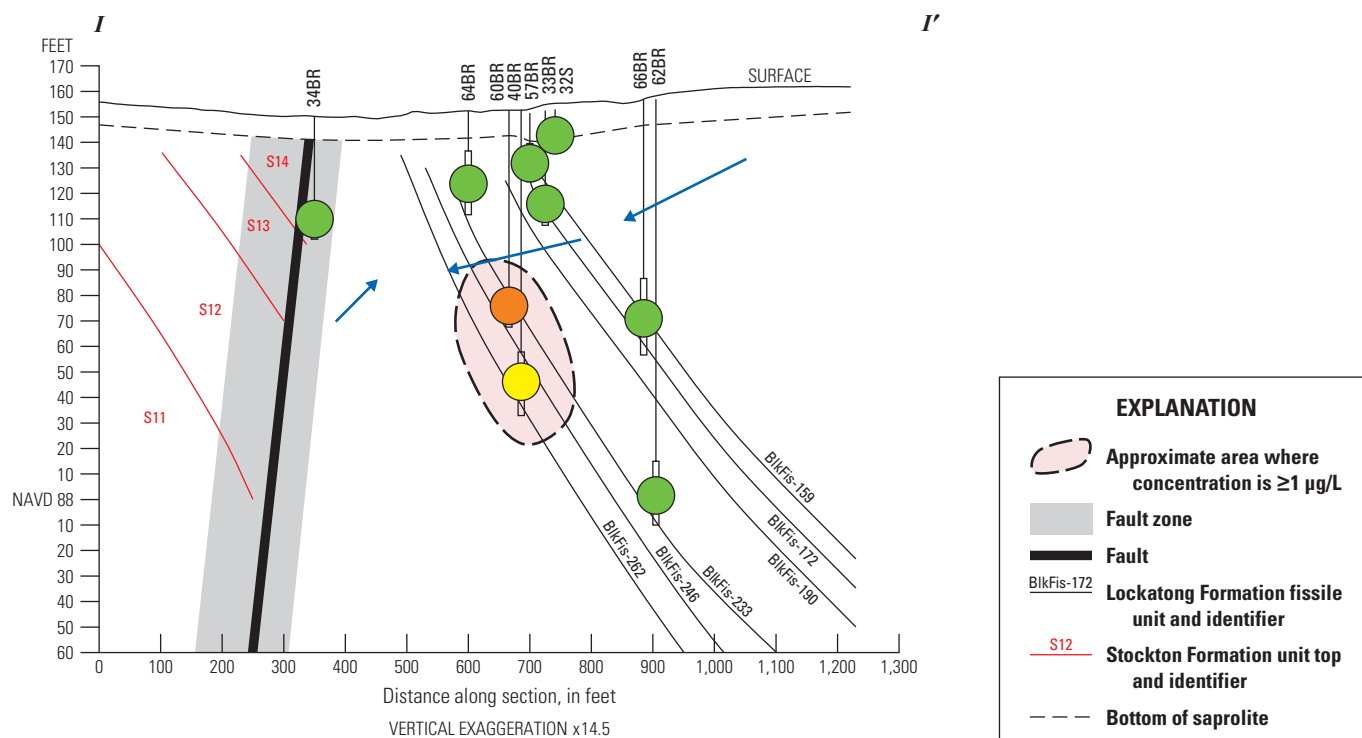 I
I′
FEET
170
160
150
140
130
120
110
100
90
80
70
60
50
40
30
20
10
NAVD 88
10
20
30
40
50
60
34BR
64BR
60BR
40BR
57BR
33BR
32S
66BR
62BR
SURFACE
S14
S13
S12
S11
BlkFis-159
BlkFis-172
BlkFis-190
BlkFis-233
BlkFis-246
BlkFis-262
0
100
200
300
400
500
600
700
800
900
1,000
1,100
1,200
1,300
Distance along section, in feet
VERTICAL EXAGGERATION x14.5
EXPLANATION
Approximate area where
concentration is ≥1 µg/L
Fault zone
Fault
BlkFis-172
Lockatong Formation fissile
unit and identifier
S12
Stockton Formation unit top
and identifier
Bottom of saprolite